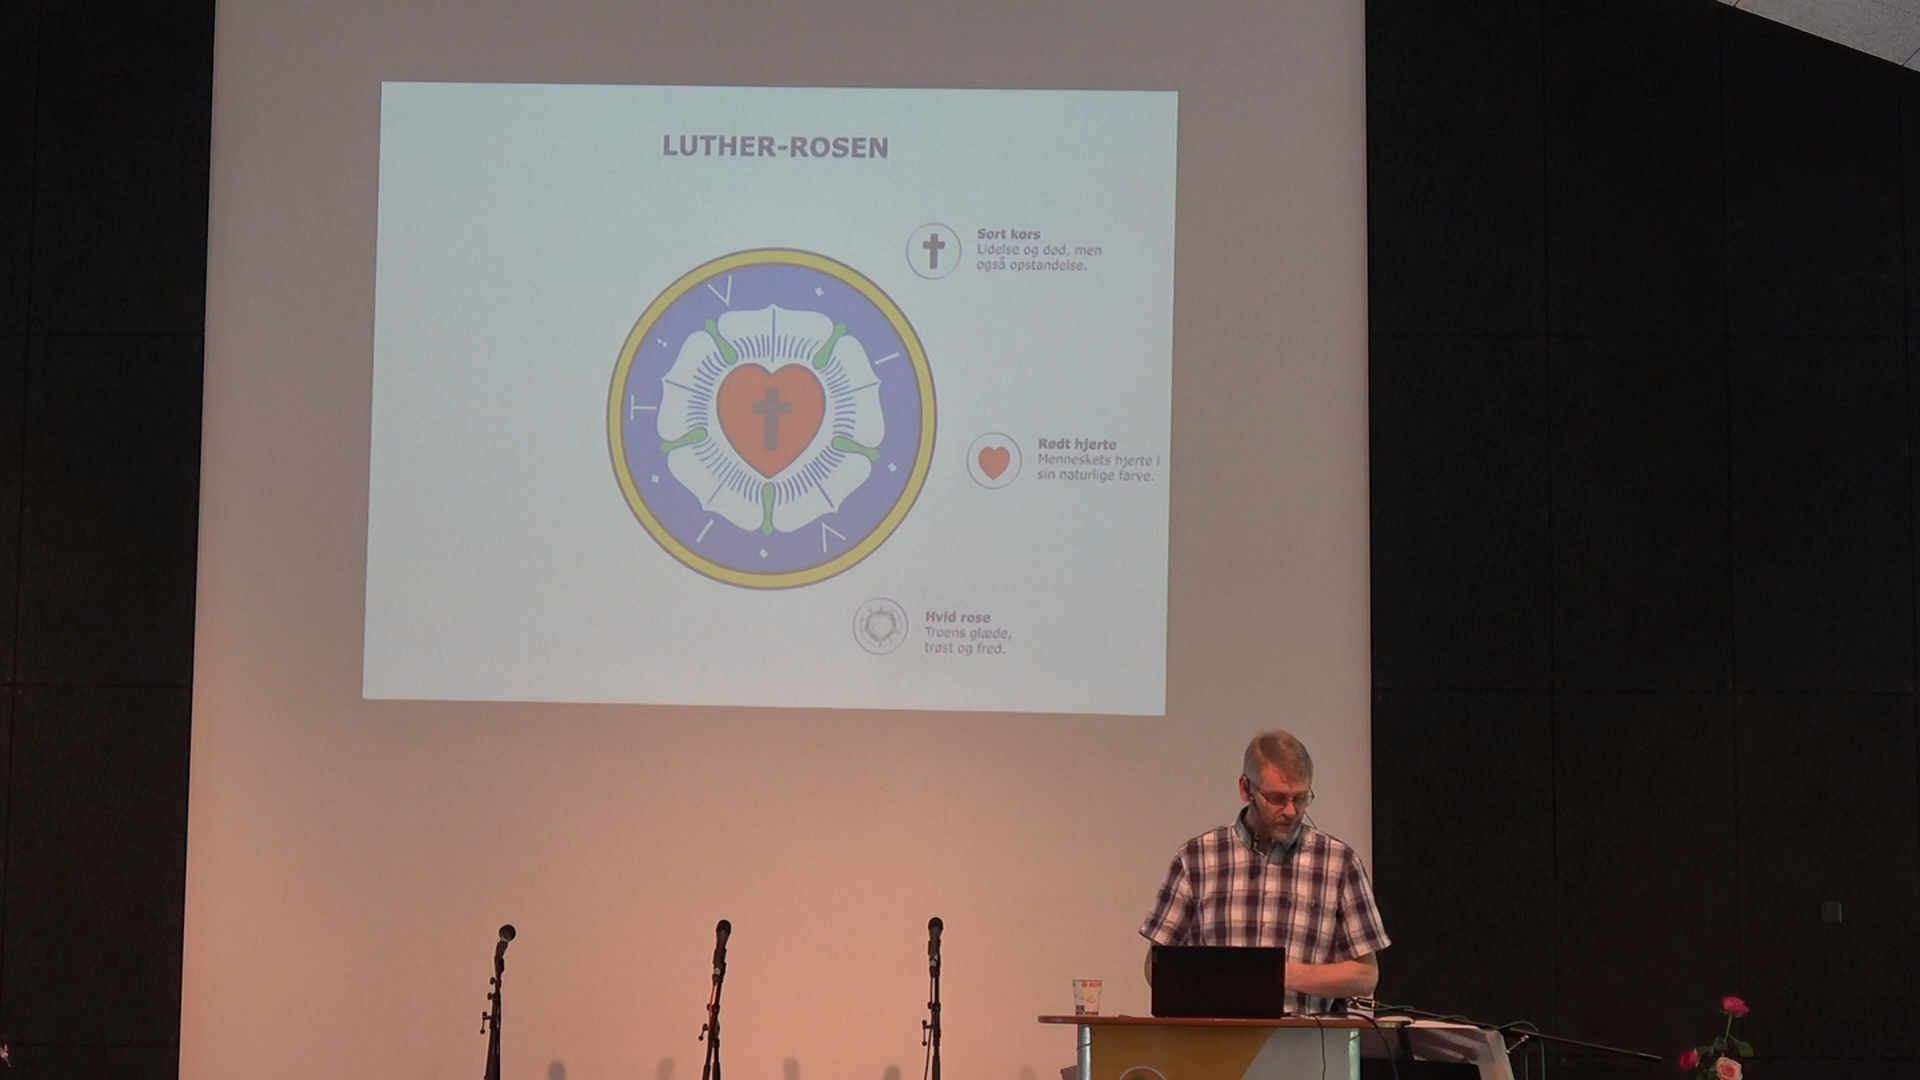 LUTHER-ROSEN
Sort kors
Lidelse og død, men
også opstandelse.
V I V I T
Rødt hjerte
Menneskets hjerte i
sin naturlige farve.
Hvid rose
Troens glæde,
trøst og fred.